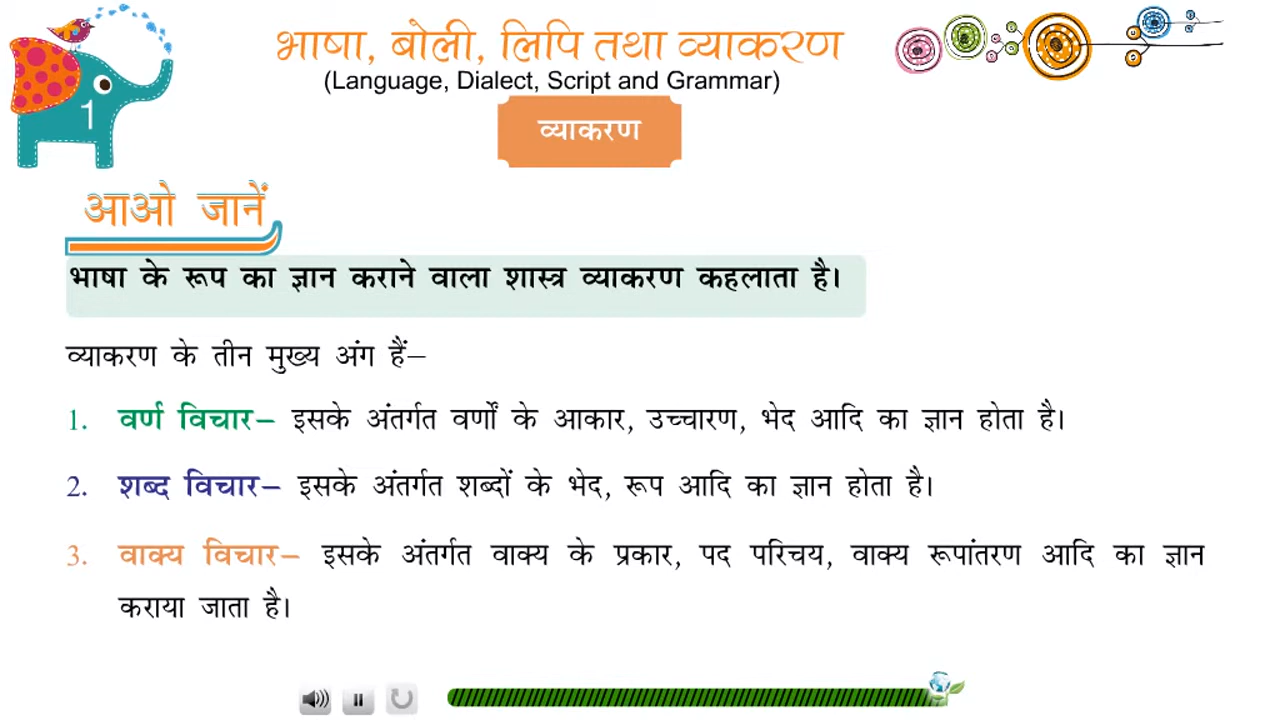 1
भाषा, बोली, लिपि तथा व्याकरण
(Language, Dialect, Script and Grammar)
व्याकरण
आओ जानें
भाषा के रूप का ज्ञान कराने वाला शास्त्र व्याकरण कहलाता है।
व्याकरण के तीन मुख्य अंग हैं–
1. वर्ण विचार– इसके अंतर्गत वर्णों के आकार, उच्चारण, भेद आदि का ज्ञान होता है।
2. शब्द विचार– इसके अंतर्गत शब्दों के भेद, रूप आदि का ज्ञान होता है।
3. वाक्य विचार– इसके अंतर्गत वाक्य के प्रकार, पद परिचय, वाक्य रूपांतरण आदि का ज्ञान
कराया जाता है।